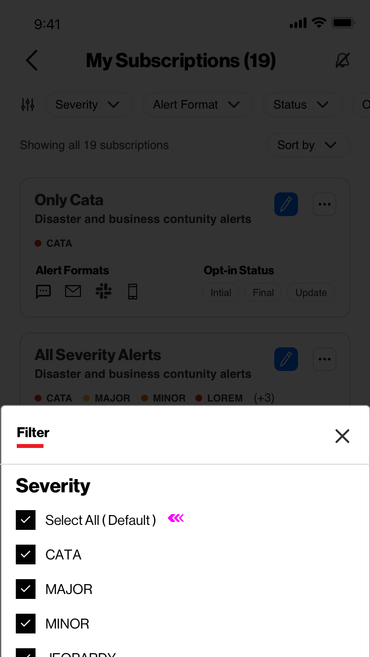 9:41
My Subscriptions (19)
Severity
Alert Format
Status
Showing all 19 subscriptions
Sort by
Only Cata
Disaster and business contunity alerts
CATA
Alert Formats
Opt-in Status
Intial
Final
Update
All Severity Alerts
Disaster and business contunity alerts
CATA MAJOR MINOR LOREM (+3)
Filter
Severity
Select All (Default)
CATA
MAJOR
MINOR
JEOPARDY